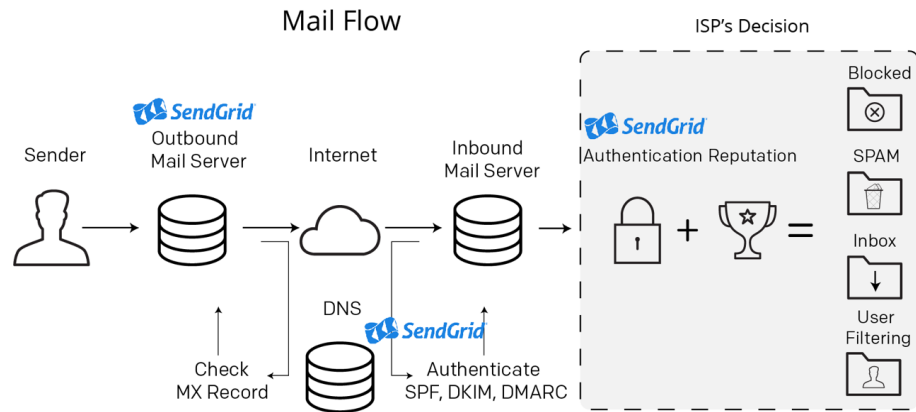 Mail Flow
ISP's Decision
SendGrid
Outbound
Mail Server
Sender
Internet
Inbound
Mail Server
SendGrid
Authentication Reputation
Blocked
SPAM
Inbox
User
Filtering
DNS
SendGrid
Check
MX Record
Authenticate
SPF, DKIM, DMARC